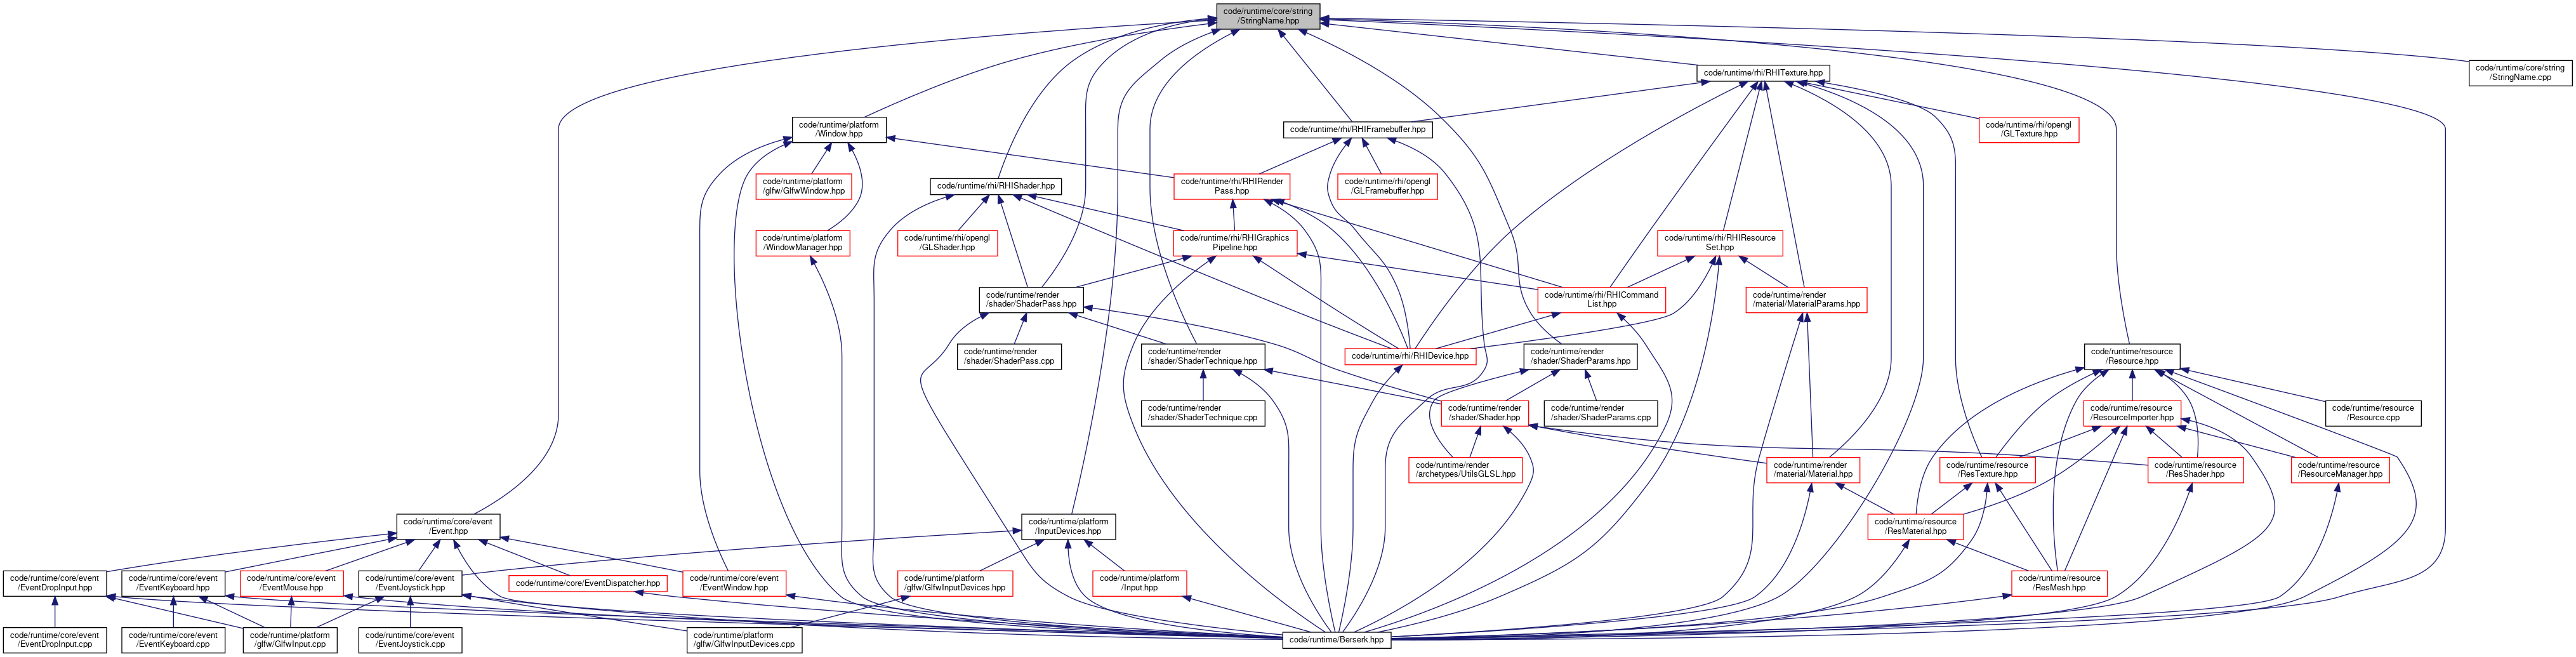 code/runtime/core/string
/StringName.hpp
code/runtime/rhi/RHITexture.hpp
code/runtime/core/string
/StringName.cpp
code/runtime/platform
/Window.hpp
code/runtime/rhi/RHIFramebuffer.hpp
code/runtime/rhi/opengl
/GLTexture.hpp
code/runtime/platform
/glfw/GlfwWindow.hpp
code/runtime/rhi/RHIShader.hpp
code/runtime/rhi/RHIRender
Pass.hpp
code/runtime/rhi/opengl
/GLFramebuffer.hpp
code/runtime/platform
/WindowManager.hpp
code/runtime/rhi/opengl
/GLShader.hpp
code/runtime/rhi/RHIGraphics
Pipeline.hpp
code/runtime/rhi/RHIResource
Set.hpp
code/runtime/render
/shader/ShaderPass.hpp
code/runtime/rhi/RHICommand
List.hpp
code/runtime/render
/material/MaterialParams.hpp
code/runtime/render
/shader/ShaderPass.cpp
code/runtime/render
/shader/ShaderTechnique.hpp
code/runtime/rhi/RHIDevice.hpp
code/runtime/render
/shader/ShaderParams.hpp
code/runtime/resource
/Resource.hpp
code/runtime/render
/shader/ShaderTechnique.cpp
code/runtime/render
/shader/Shader.hpp
code/runtime/render
/shader/ShaderParams.cpp
code/runtime/resource
/ResourceImporter.hpp
code/runtime/resource
/Resource.cpp
code/runtime/render
/archetypes/UtilsGLSL.hpp
code/runtime/render
/material/Material.hpp
code/runtime/resource
/ResTexture.hpp
code/runtime/resource
/ResShader.hpp
code/runtime/resource
/ResourceManager.hpp
code/runtime/core/event
/Event.hpp
code/runtime/platform
/InputDevices.hpp
code/runtime/resource
/ResMaterial.hpp
code/runtime/core/event
/EventDropInput.hpp
code/runtime/core/event
/EventKeyboard.hpp
code/runtime/core/event
/EventMouse.hpp
code/runtime/core/event
/EventJoystick.hpp
code/runtime/core/EventDispatcher.hpp
code/runtime/core/event
/EventWindow.hpp
code/runtime/platform
/glfw/GlfwInputDevices.hpp
code/runtime/platform
/Input.hpp
code/runtime/resource
/ResMesh.hpp
code/runtime/core/event
/EventDropInput.cpp
code/runtime/core/event
/EventKeyboard.cpp
code/runtime/platform
/glfw/GlfwInput.cpp
code/runtime/core/event
/EventJoystick.cpp
code/runtime/platform
/glfw/GlfwInputDevices.cpp
code/runtime/Berserk.hpp